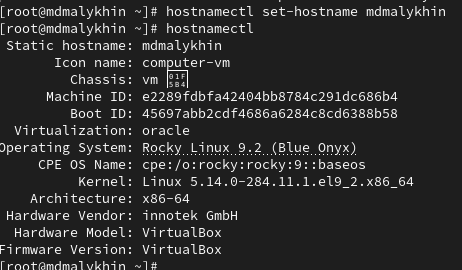 [root@mdmalykhin ~]# hostnamectl set-hostname mdmalykhin
[root@mdmalykhin ~]# hostnamectl
Static hostname: mdmalykhin
Icon name: computer-vm
Chassis: vm 🖴
Machine ID: e2289fdbfa42404bb8784c291dc686b4
Boot ID: 45697abb2cdf4686a6284c8cd6388b58
Virtualization: oracle
Operating System: Rocky Linux 9.2 (Blue Onyx)
CPE OS Name: cpe:/o:rocky:rocky:9::baseos
Kernel: Linux 5.14.0-284.11.1.el9_2.x86_64
Architecture: x86-64
Hardware Vendor: innotek GmbH
Hardware Model: VirtualBox
Firmware Version: VirtualBox
[root@mdmalykhin ~]#